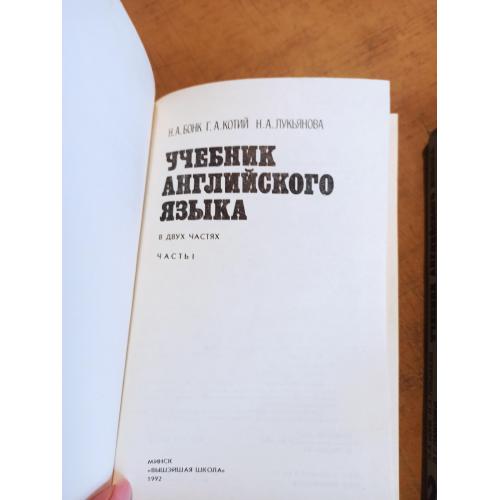 Н.А.БОНК Г.А.КОТИЙ Н.А.ЛУКЬЯНОВА
УЧЕБНИК
АНГЛИЙСКОГО
ЯЗЫКА
В ДВУХ ЧАСТЯХ
ЧАСТЬ I
МИНСК
«ВЫШЭЙШАЯ ШКОЛА»
1992